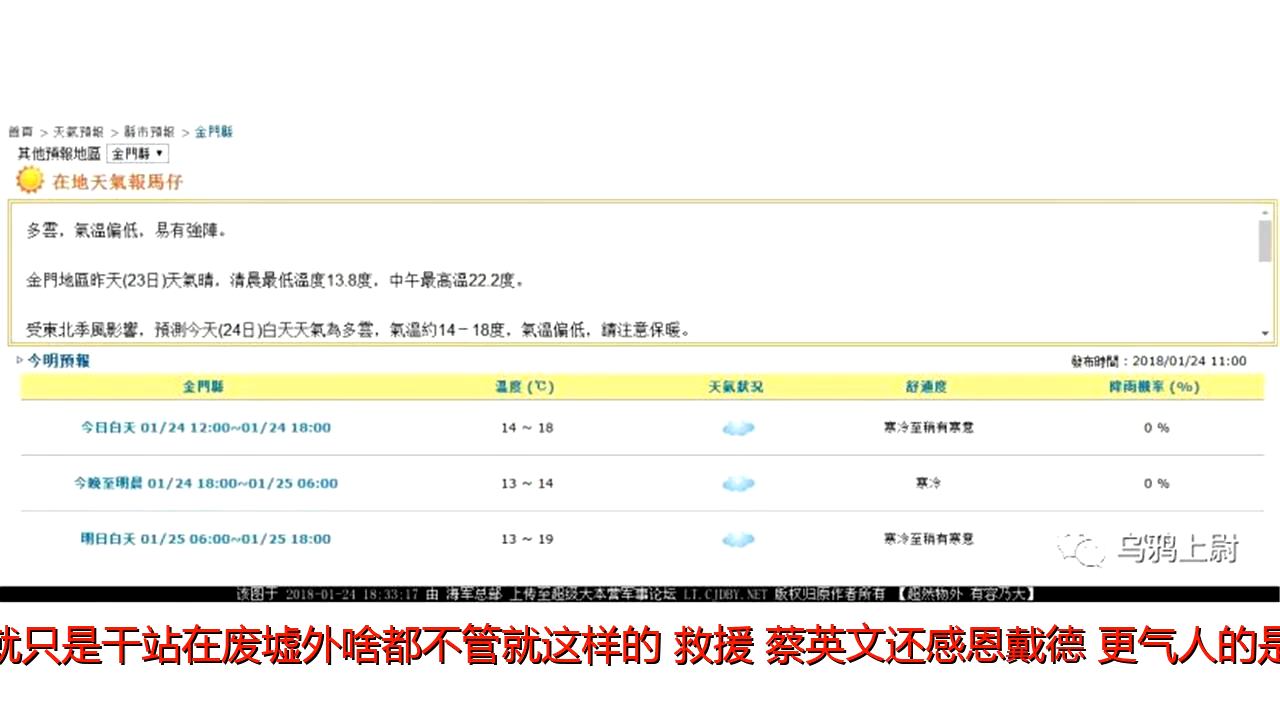 首頁 > 天氣預報 > 縣市預報 > 金門縣
其他預報地區 金門縣
在地天氣報馬仔
多雲，氣溫偏低，易有強陣。
金門地區昨天(23日)天氣晴，清晨最低溫度13.8度，中午最高溫22.2度。
受東北季風影響，預測今天(24日)白天天氣為多雲，氣溫約14－18度，氣溫偏低，請注意保暖。
今明預報 發布時間：2018/01/24 11:00
金門縣 溫度 (℃) 天氣狀況 舒適度 降雨機率 (%)
今日白天 01/24 12:00~01/24 18:00 14 ~ 18 寒冷至稍有寒意 0 %
今晚至明晨 01/24 18:00~01/25 06:00 13 ~ 14 寒冷 0 %
明日白天 01/25 06:00~01/25 18:00 13 ~ 19 寒冷至稍有寒意
乌鸦上尉
该图于 2018-01-24 18:33:17 由 海军总部 上传至超级大本营军事论坛 LT.CJDBY.NET 版权归原作者所有 【超然物外 有容乃大】
就只是干站在废墟外啥都不管就这样的 救援 蔡英文还感恩戴德 更气人的是